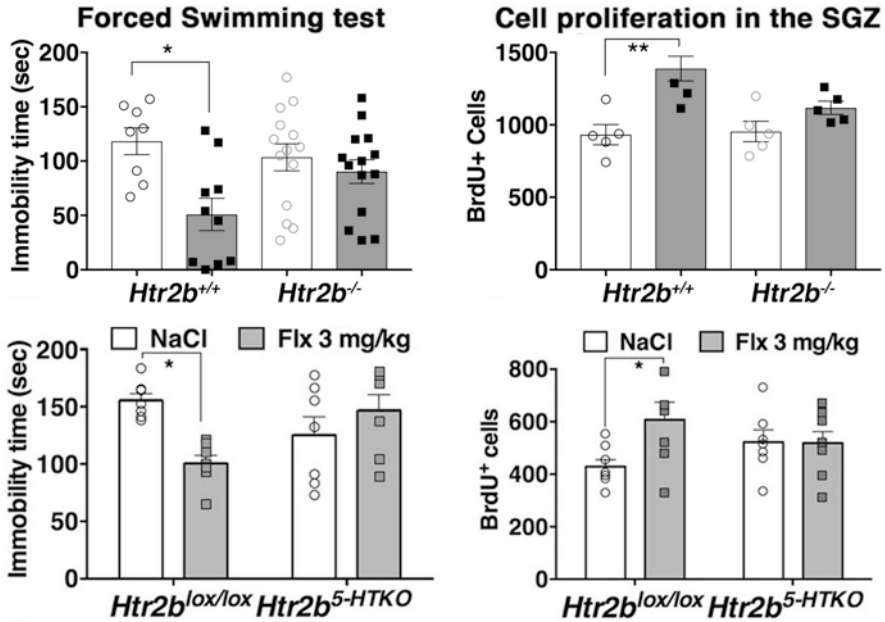 Forced Swimming test
Immobility time (sec)
200
150
100
50
0
*
Htr2b+/+
Htr2b-/-
Cell proliferation in the SGZ
BrdU+ Cells
1500
1000
500
0
**
Htr2b+/+
Htr2b-/-
NaCl
Flx 3 mg/kg
Immobility time (sec)
200
150
100
50
0
*
Htr2blox/lox
Htr2b5-HTKO
NaCl
Flx 3 mg/kg
BrdU+ cells
800
600
400
200
0
*
Htr2blox/lox
Htr2b5-HTKO